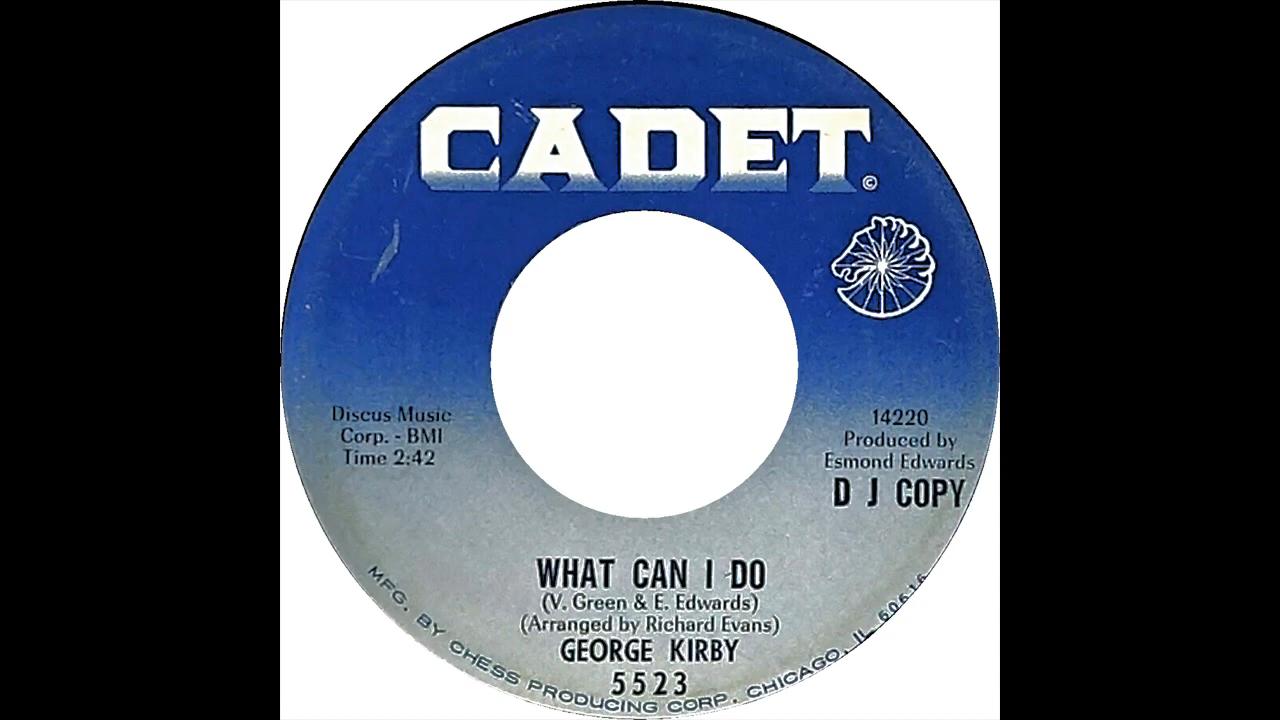 CADET
©
Discus Music
Corp. - BMI
Time 2:42
14220
Produced by
Esmond Edwards
D J COPY
WHAT CAN I DO
(V. Green & E. Edwards)
(Arranged by Richard Evans)
GEORGE KIRBY
5523
MFG. BY CHESS PRODUCING CORP., CHICAGO, IL 60616